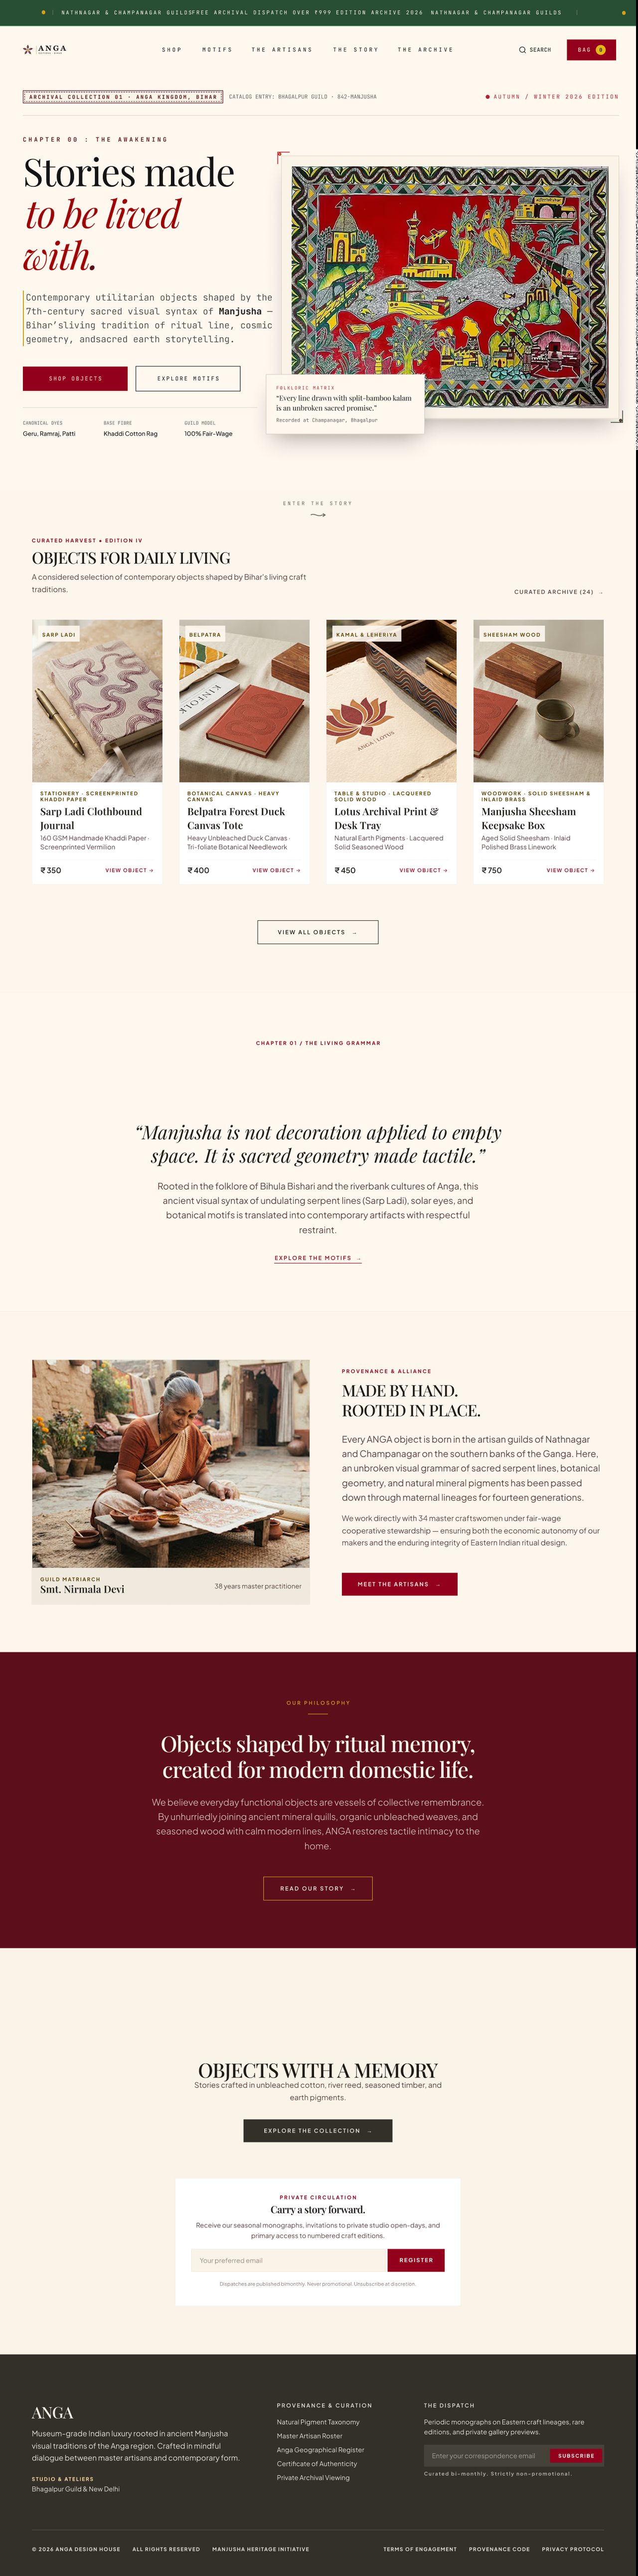 NATHNAGAR & CHAMPANAGAR GUILDS FREE ARCHIVAL DISPATCH OVER ₹999 EDITION ARCHIVE 2026 NATHNAGAR & CHAMPANAGAR GUILDS
ANGA
SHOP MOTIFS THE ARTISANS THE STORY THE ARCHIVE
SEARCH
BAG 0
ARCHIVAL COLLECTION 01 · ANGA KINGDOM, BIHAR
CATALOG ENTRY: BHAGALPUR GUILD · 842-MANJUSHA
AUTUMN / WINTER 2026 EDITION
CHAPTER 00 : THE AWAKENING
Stories made
to be lived
with.
Contemporary utilitarian objects shaped by the
7th-century sacred visual syntax of Manjusha —
Bihar’sliving tradition of ritual line, cosmic
geometry, andsacred earth storytelling.
SHOP OBJECTS
EXPLORE MOTIFS
CANONICAL DYES
Geru, Ramraj, Patti
BASE FIBRE
Khaddi Cotton Rag
GUILD MODEL
100% Fair-Wage
FOLKLORIC MATRIX
“Every line drawn with split-bamboo kalam
is an unbroken sacred promise.”
Recorded at Champanagar, Bhagalpur
ENTER THE STORY
CURATED HARVEST • EDITION IV
OBJECTS FOR DAILY LIVING
A considered selection of contemporary objects shaped by Bihar's living craft
traditions.
CURATED ARCHIVE (24) →
SARP LADI
STATIONERY · SCREENPRINTED
KHADDI PAPER
Sarp Ladi Clothbound
Journal
160 GSM Handmade Khaddi Paper ·
Screenprinted Vermilion
₹350
VIEW OBJECT →
BELPATRA
KINFOLK
BOTANICAL CANVAS · HEAVY
CANVAS
Belpatra Forest Duck
Canvas Tote
Heavy Unbleached Duck Canvas ·
Tri-foliate Botanical Needlework
₹400
VIEW OBJECT →
KAMAL & LEHERIYA
ANGA · LOTUS
TABLE & STUDIO · LACQUERED
SOLID WOOD
Lotus Archival Print &
Desk Tray
Natural Earth Pigments · Lacquered
Solid Seasoned Wood
₹450
VIEW OBJECT →
SHEESHAM WOOD
WOODWORK · SOLID SHEESHAM &
INLAID BRASS
Manjusha Sheesham
Keepsake Box
Aged Solid Sheesham · Inlaid
Polished Brass Linework
₹750
VIEW OBJECT →
VIEW ALL OBJECTS →
CHAPTER 01 / THE LIVING GRAMMAR
“Manjusha is not decoration applied to empty
space. It is sacred geometry made tactile.”
Rooted in the folklore of Bihula Bishari and the riverbank cultures of Anga, this
ancient visual syntax of undulating serpent lines (Sarp Ladi), solar eyes, and
botanical motifs is translated into contemporary artifacts with respectful
restraint.
EXPLORE THE MOTIFS →
GUILD MATRIARCH
Smt. Nirmala Devi
38 years master practitioner
PROVENANCE & ALLIANCE
MADE BY HAND.
ROOTED IN PLACE.
Every ANGA object is born in the artisan guilds of Nathnagar
and Champanagar on the southern banks of the Ganga. Here,
an unbroken visual grammar of sacred serpent lines, botanical
geometry, and natural mineral pigments has been passed
down through maternal lineages for fourteen generations.
We work directly with 34 master craftswomen under fair-wage
cooperative stewardship — ensuring both the economic autonomy of our
makers and the enduring integrity of Eastern Indian ritual design.
MEET THE ARTISANS →
OUR PHILOSOPHY
Objects shaped by ritual memory,
created for modern domestic life.
We believe everyday functional objects are vessels of collective remembrance.
By unhurriedly joining ancient mineral quills, organic unbleached weaves, and
seasoned wood with calm modern lines, ANGA restores tactile intimacy to the
home.
READ OUR STORY →
OBJECTS WITH A MEMORY
Stories crafted in unbleached cotton, river reed, seasoned timber, and
earth pigments.
EXPLORE THE COLLECTION →
PRIVATE CIRCULATION
Carry a story forward.
Receive our seasonal monographs, invitations to private studio open-days, and
primary access to numbered craft editions.
Your preferred email
REGISTER
Dispatches are published bimonthly. Never promotional. Unsubscribe at discretion.
ANGA
Museum-grade Indian luxury rooted in ancient Manjusha
visual traditions of the Anga region. Crafted in mindful
dialogue between master artisans and contemporary form.
STUDIO & ATELIERS
Bhagalpur Guild & New Delhi
PROVENANCE & CURATION
Natural Pigment Taxonomy
Master Artisan Roster
Anga Geographical Register
Certificate of Authenticity
Private Archival Viewing
THE DISPATCH
Periodic monographs on Eastern craft lineages, rare
editions, and private gallery previews.
Enter your correspondence email
SUBSCRIBE
Curated bi-monthly. Strictly non-promotional.
© 2026 ANGA DESIGN HOUSE ALL RIGHTS RESERVED MANJUSHA HERITAGE INITIATIVE
TERMS OF ENGAGEMENT PROVENANCE CODE PRIVACY PROTOCOL